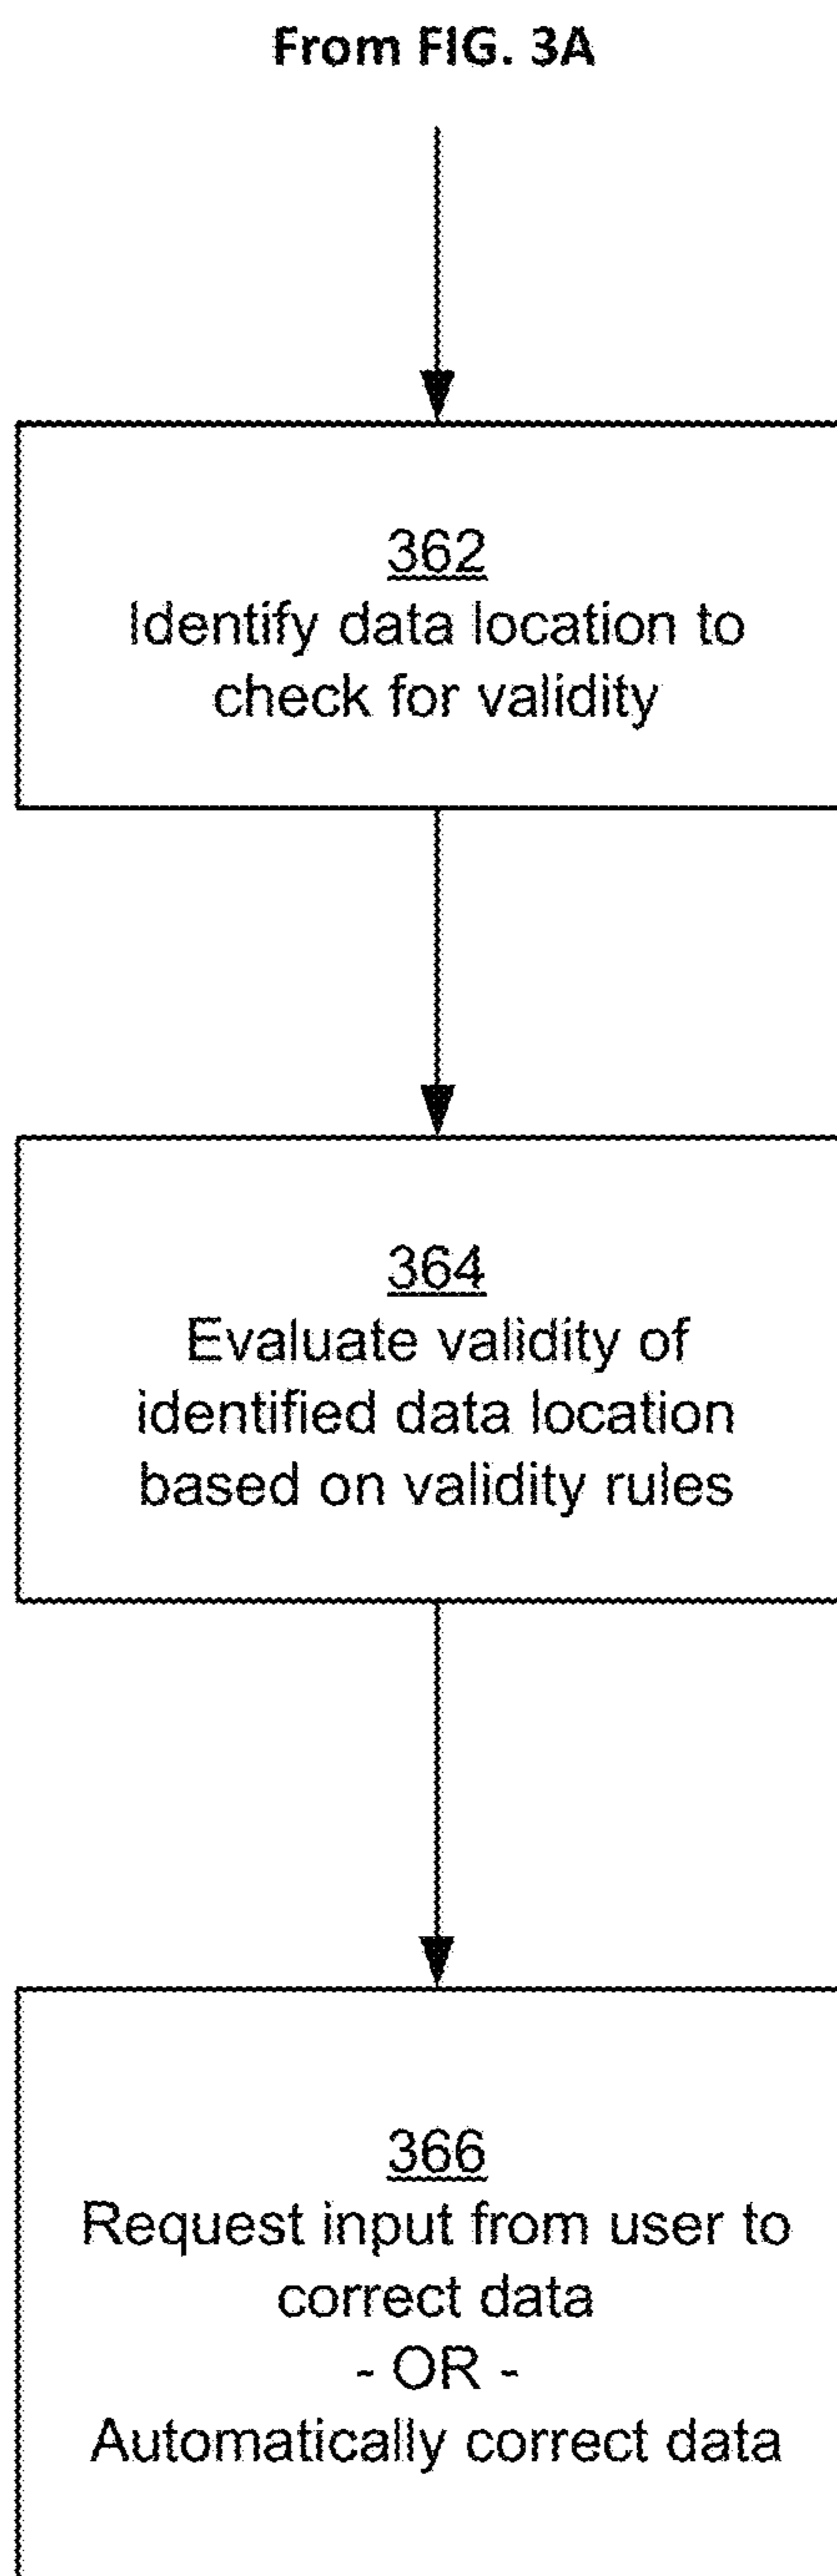 From FIG. 3A
362
Identify data location to
check for validity
364
Evaluate validity of
identified data location
based on validity rules
366
Request input from user to
correct data
- OR -
Automatically correct data